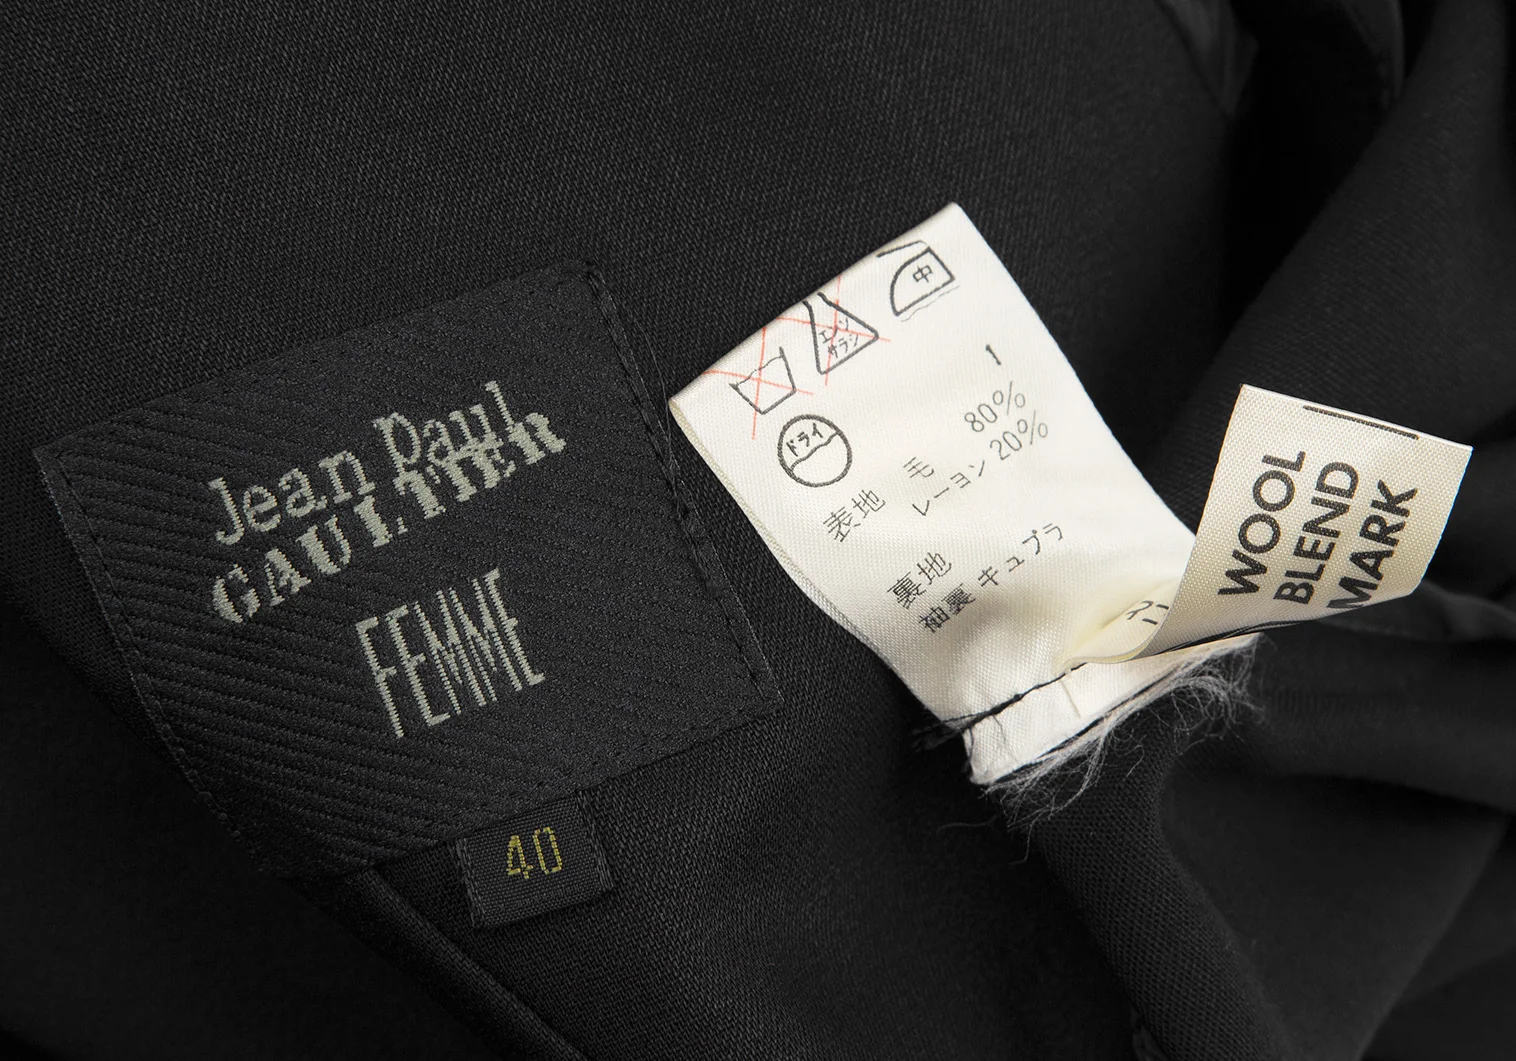 Jean Paul
GAULTIER
FEMME
40
中
エンソ
サラシ
ドライ
1
表地 毛 80%
レーヨン 20%
裏地
袖裏 キュプラ
WOOL
BLEND
MARK